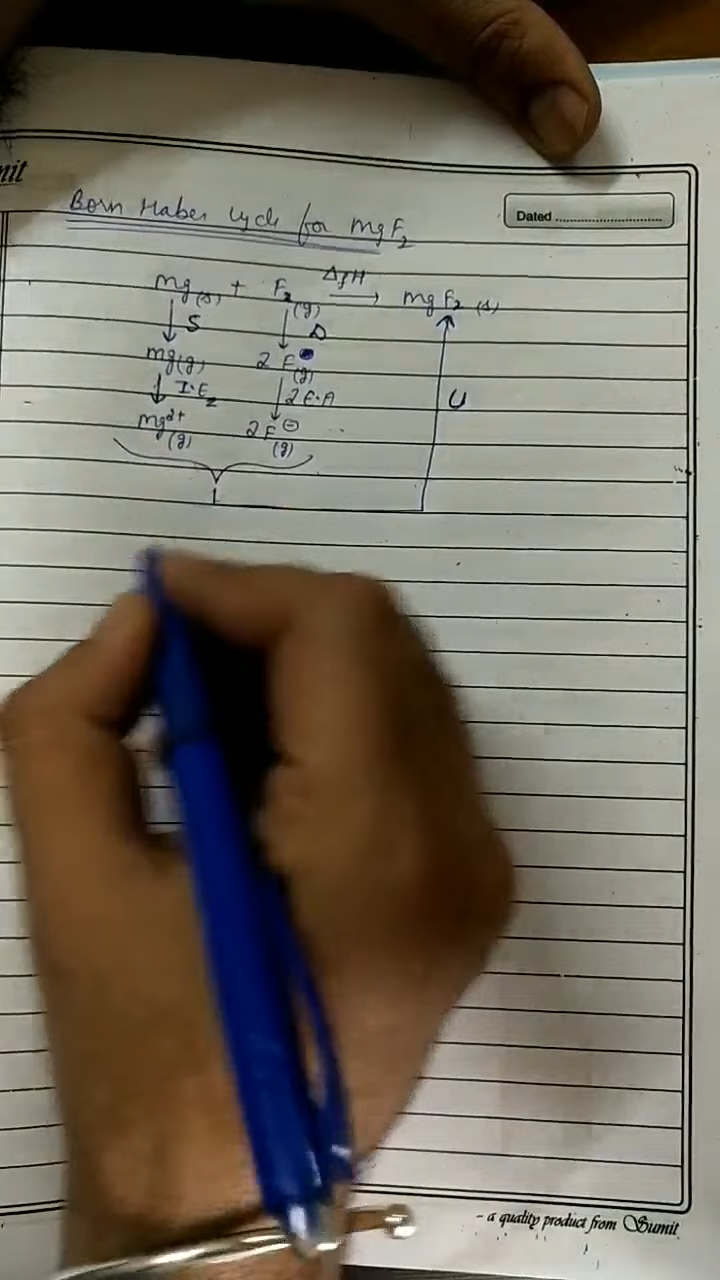 mit
Born Haber Cycle for MgF2
Dated
Mg(s) + F2(g) ΔfH → MgF2(s)
↓ S ↓ D
Mg(g) 2F(g)
↓ I.E2 ↓ 2E.A U
Mg2+(g) 2F⊖(g)
- a quality product from Sumit